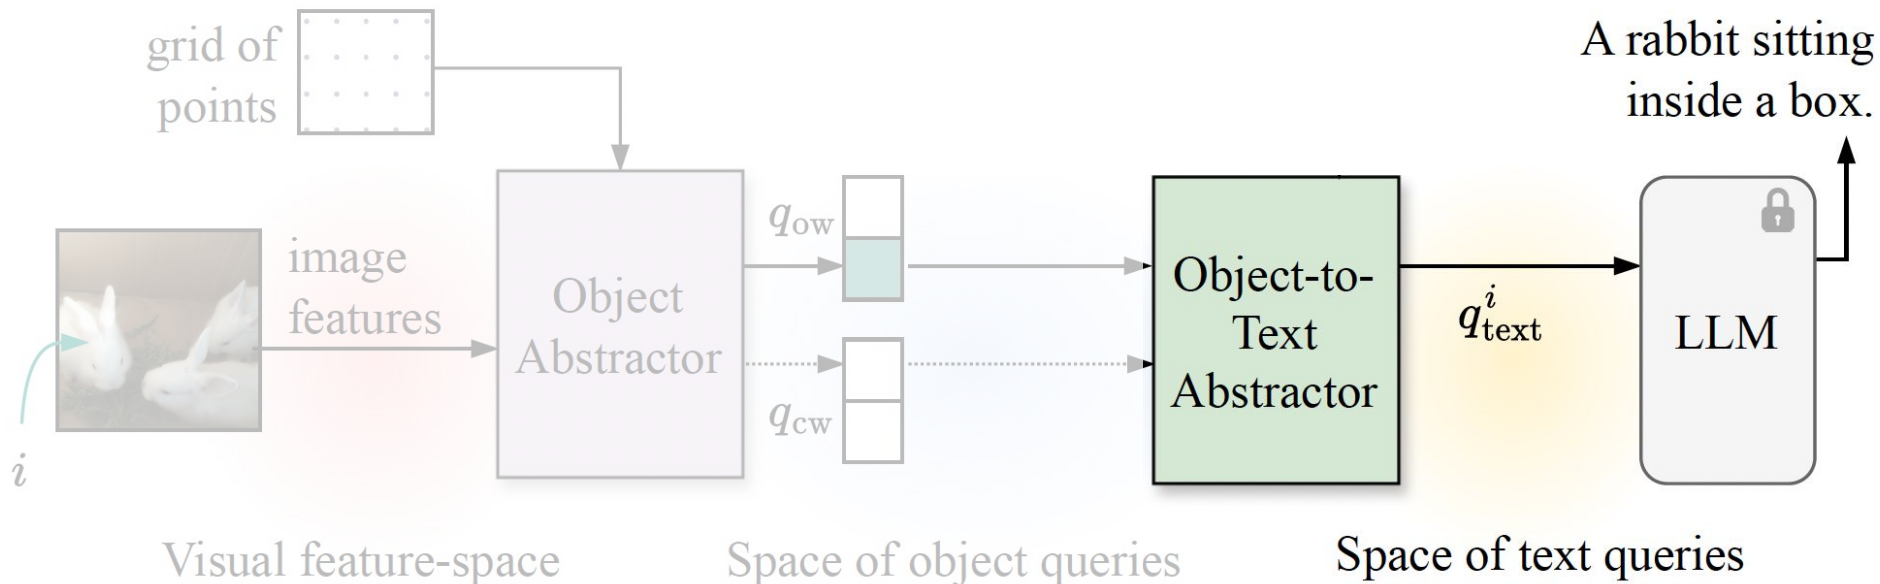 grid of
points
A rabbit sitting
inside a box.
image
features
i
Object
Abstractor
q_ow
q_cw
Object-to-
Text
Abstractor
q^i_text
LLM
Visual feature-space
Space of object queries
Space of text queries